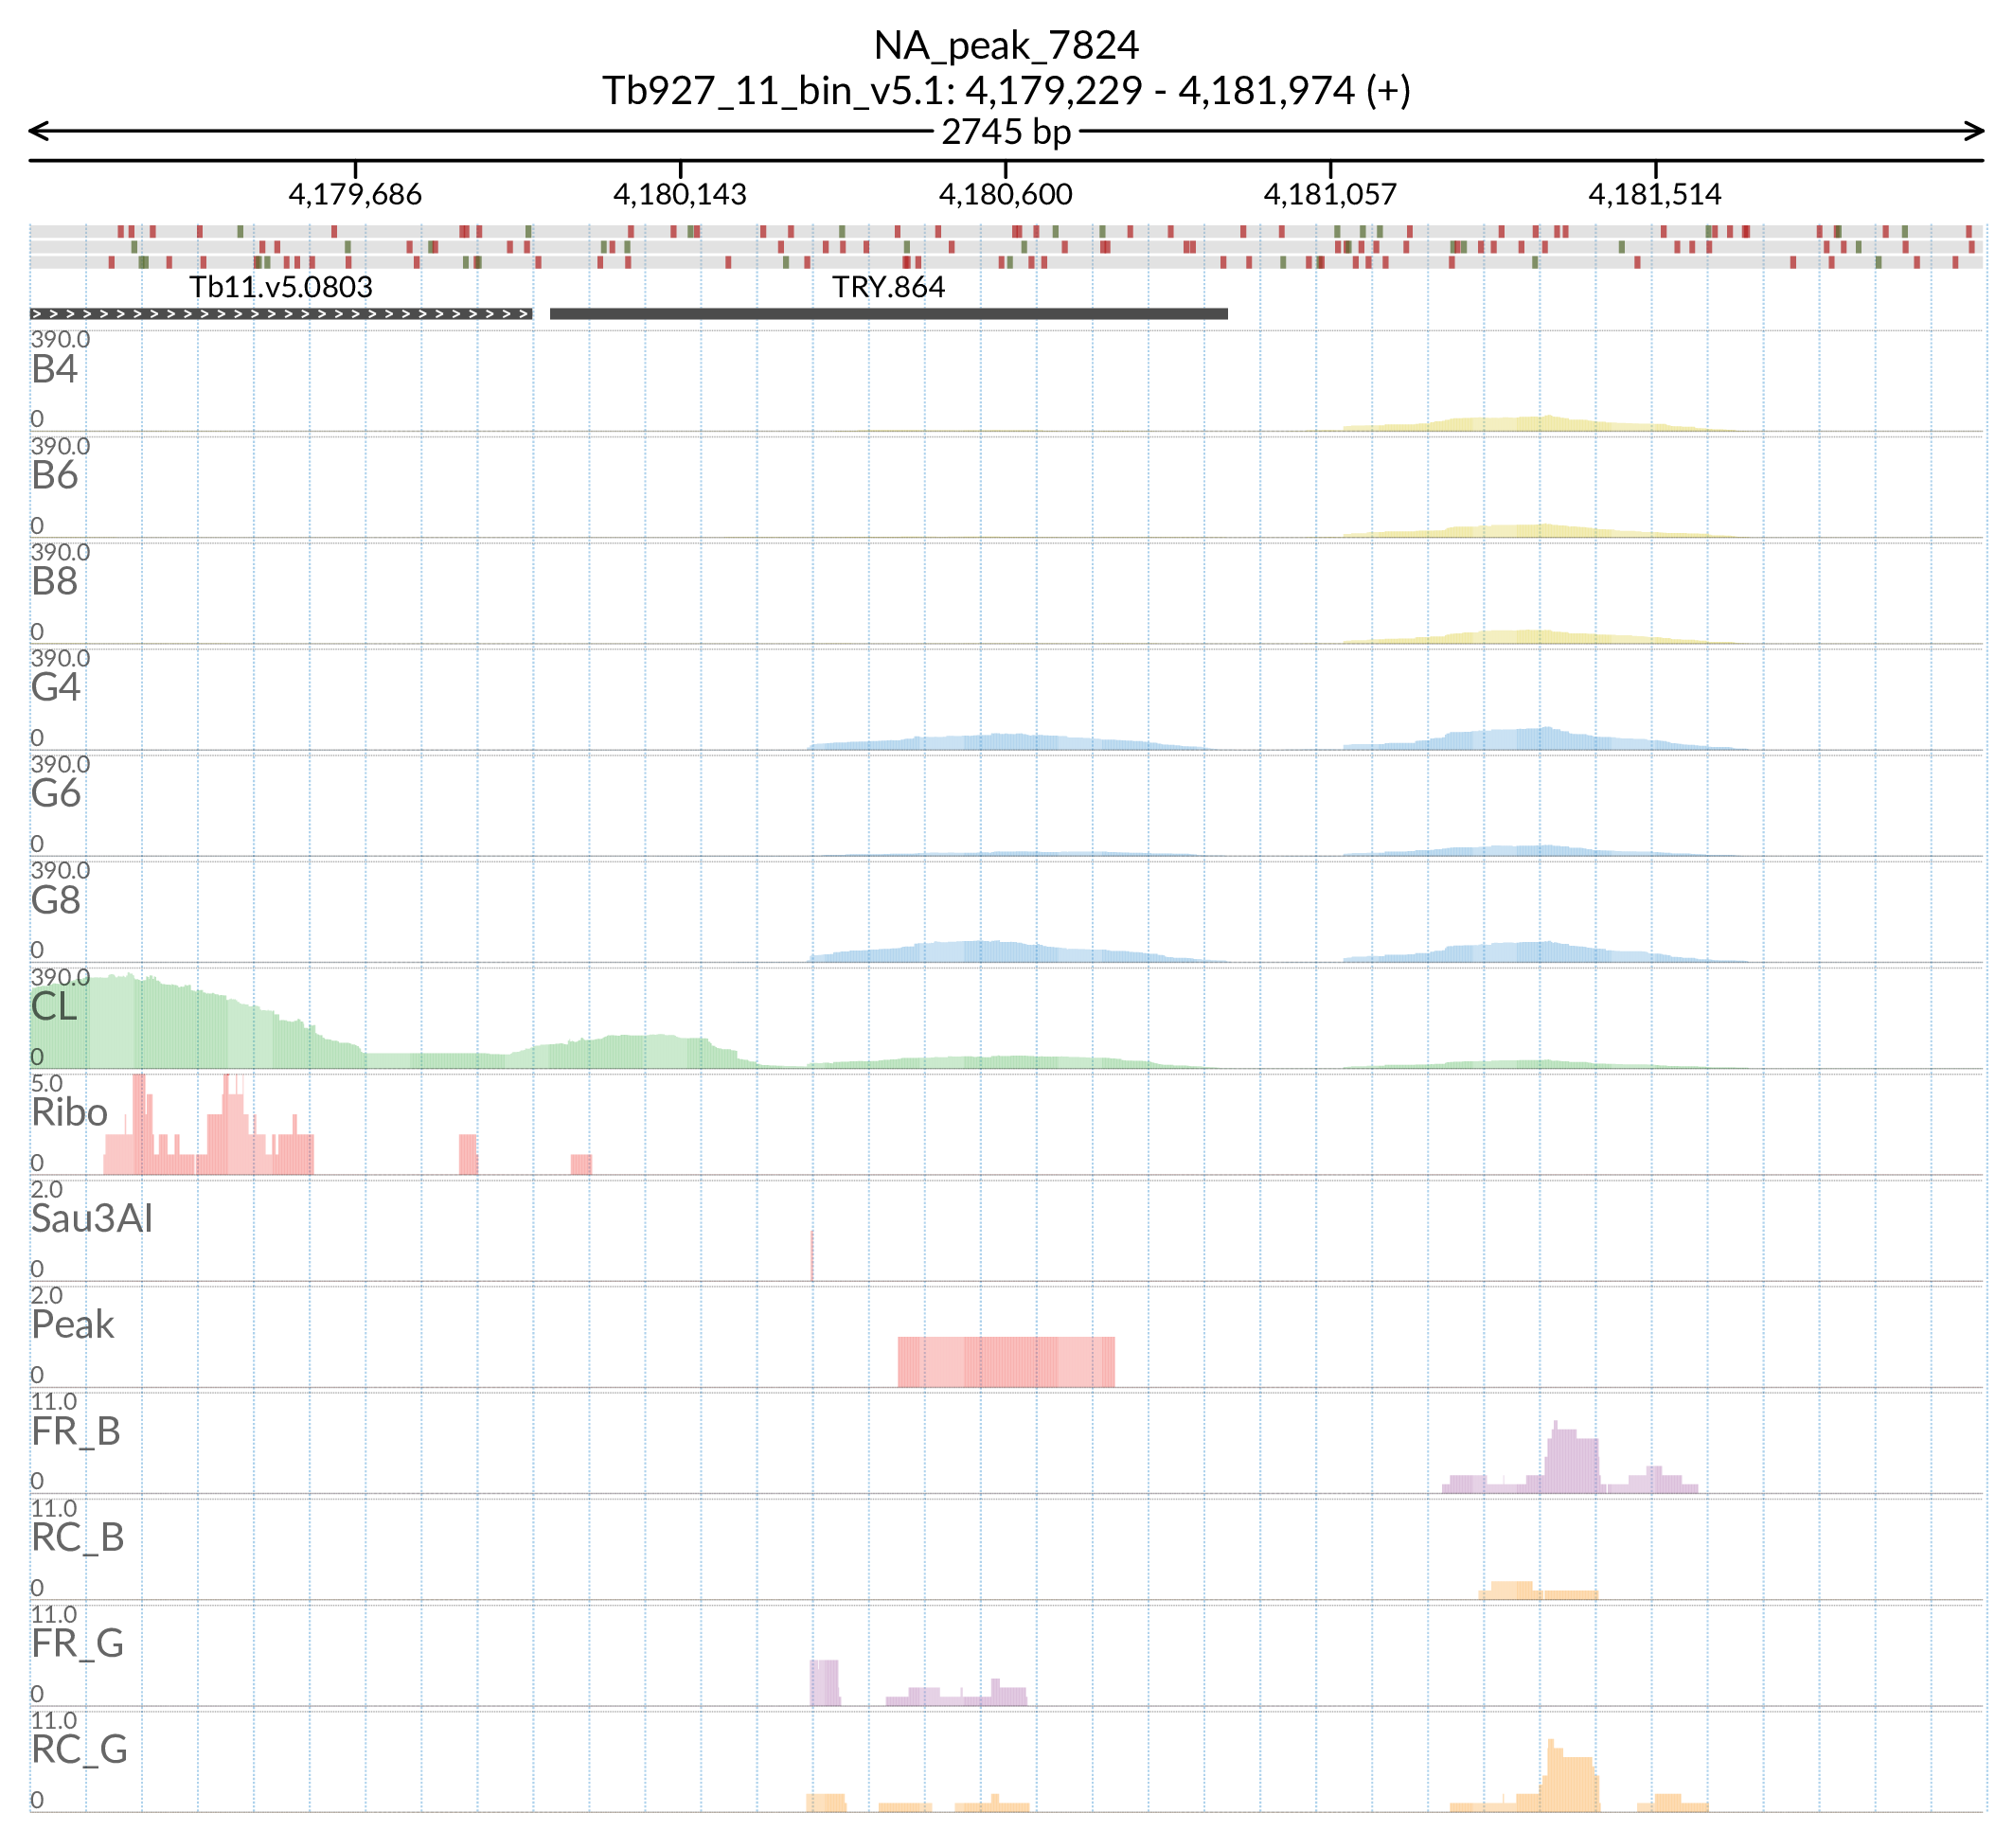 NA_peak_7824
Tb927_11_bin_v5.1: 4,179,229 - 4,181,974 (+)
2745 bp
4,179,686 4,180,143 4,180,600 4,181,057 4,181,514
Tb11.v5.0803 TRY.864
> > > > > > > > > > > > > > > > > > > > > > > > > > > > > >
390.0
B4
0
390.0
B6
0
390.0
B8
0
390.0
G4
0
390.0
G6
0
390.0
G8
0
390.0
CL
0
5.0
Ribo
0
2.0
Sau3AI
0
2.0
Peak
0
11.0
FR_B
0
11.0
RC_B
0
11.0
FR_G
0
11.0
RC_G
0